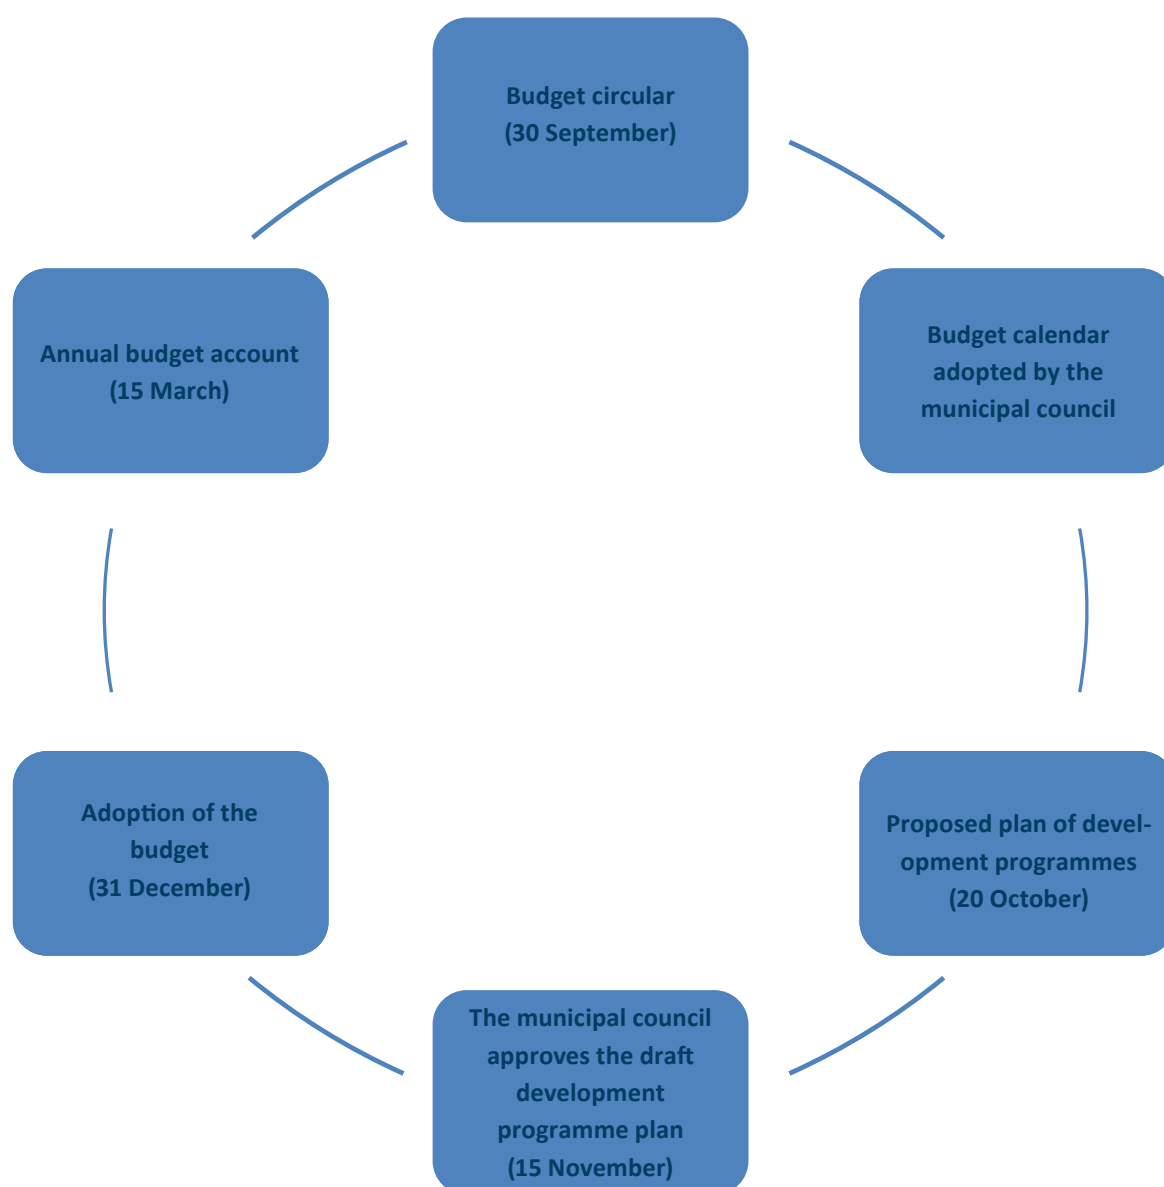 Budget circular
(30 September)
Budget calendar
adopted by the
municipal council
Proposed plan of devel-
opment programmes
(20 October)
The municipal council
approves the draft
development
programme plan
(15 November)
Adoption of the
budget
(31 December)
Annual budget account
(15 March)